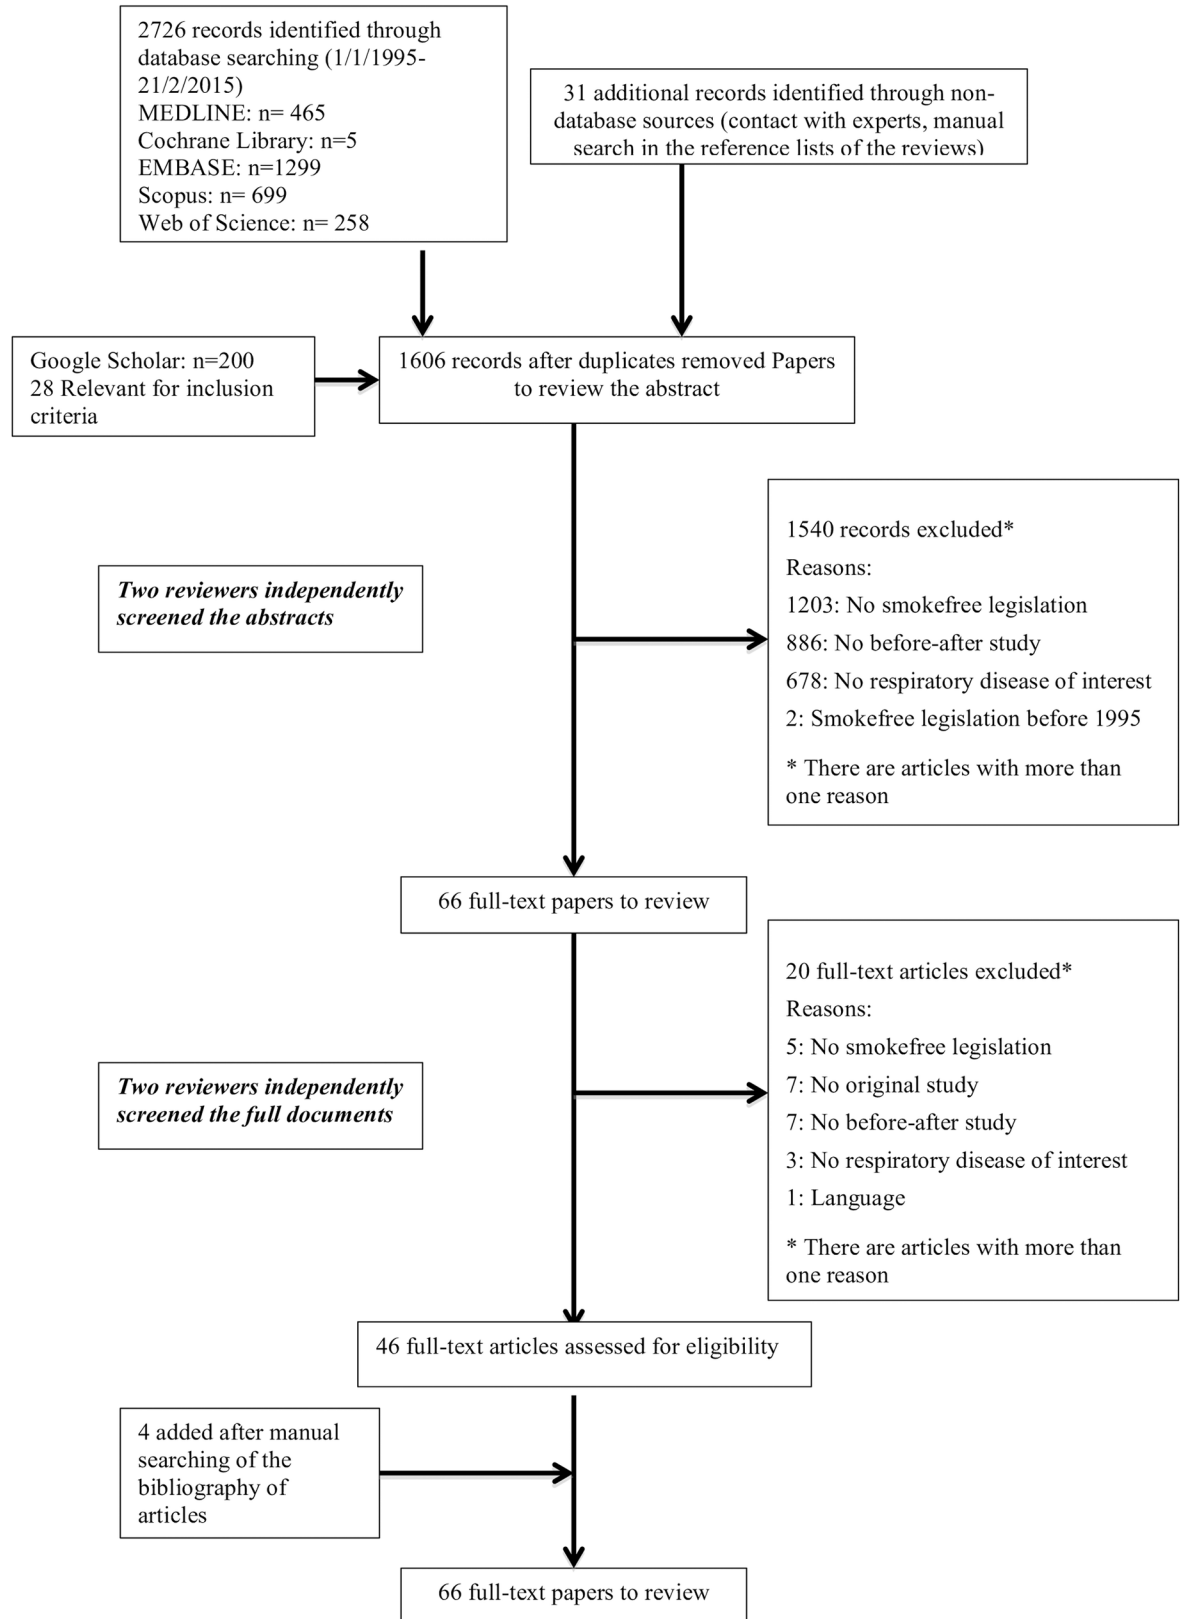 2726 records identified through
database searching (1/1/1995-
21/2/2015)
MEDLINE: n= 465
Cochrane Library: n=5
EMBASE: n=1299
Scopus: n= 699
Web of Science: n= 258
31 additional records identified through non-
database sources (contact with experts, manual
search in the reference lists of the reviews)
Google Scholar: n=200
28 Relevant for inclusion
criteria
1606 records after duplicates removed Papers
to review the abstract
1540 records excluded*
Reasons:
1203: No smokefree legislation
886: No before-after study
678: No respiratory disease of interest
2: Smokefree legislation before 1995
* There are articles with more than
one reason
Two reviewers independently
screened the abstracts
66 full-text papers to review
20 full-text articles excluded*
Reasons:
5: No smokefree legislation
7: No original study
7: No before-after study
3: No respiratory disease of interest
1: Language
* There are articles with more than
one reason
Two reviewers independently
screened the full documents
46 full-text articles assessed for eligibility
4 added after manual
searching of the
bibliography of
articles
66 full-text papers to review